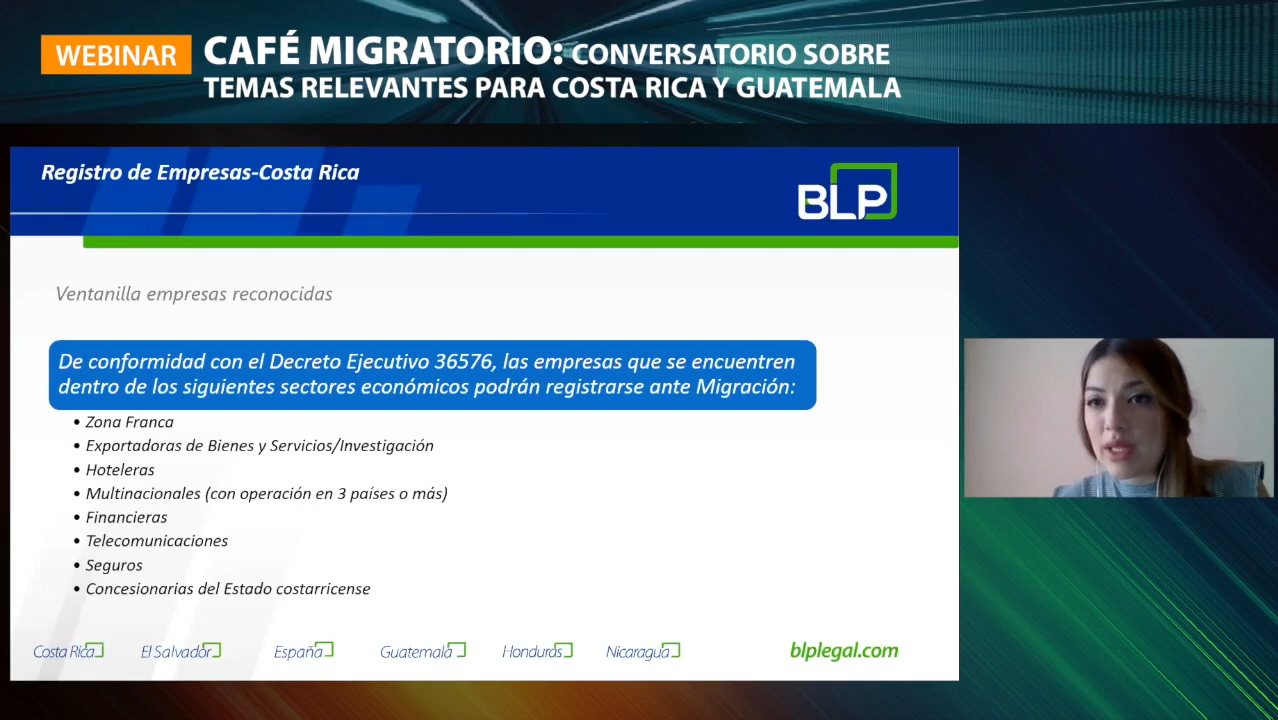 WEBINAR
CAFÉ MIGRATORIO: CONVERSATORIO SOBRE
TEMAS RELEVANTES PARA COSTA RICA Y GUATEMALA
Registro de Empresas-Costa Rica
BLP
Ventanilla empresas reconocidas
De conformidad con el Decreto Ejecutivo 36576, las empresas que se encuentren
dentro de los siguientes sectores económicos podrán registrarse ante Migración:
• Zona Franca
• Exportadoras de Bienes y Servicios/Investigación
• Hoteleras
• Multinacionales (con operación en 3 países o más)
• Financieras
• Telecomunicaciones
• Seguros
• Concesionarias del Estado costarricense
Costa Rica El Salvador España Guatemala Honduras Nicaragua blplegal.com